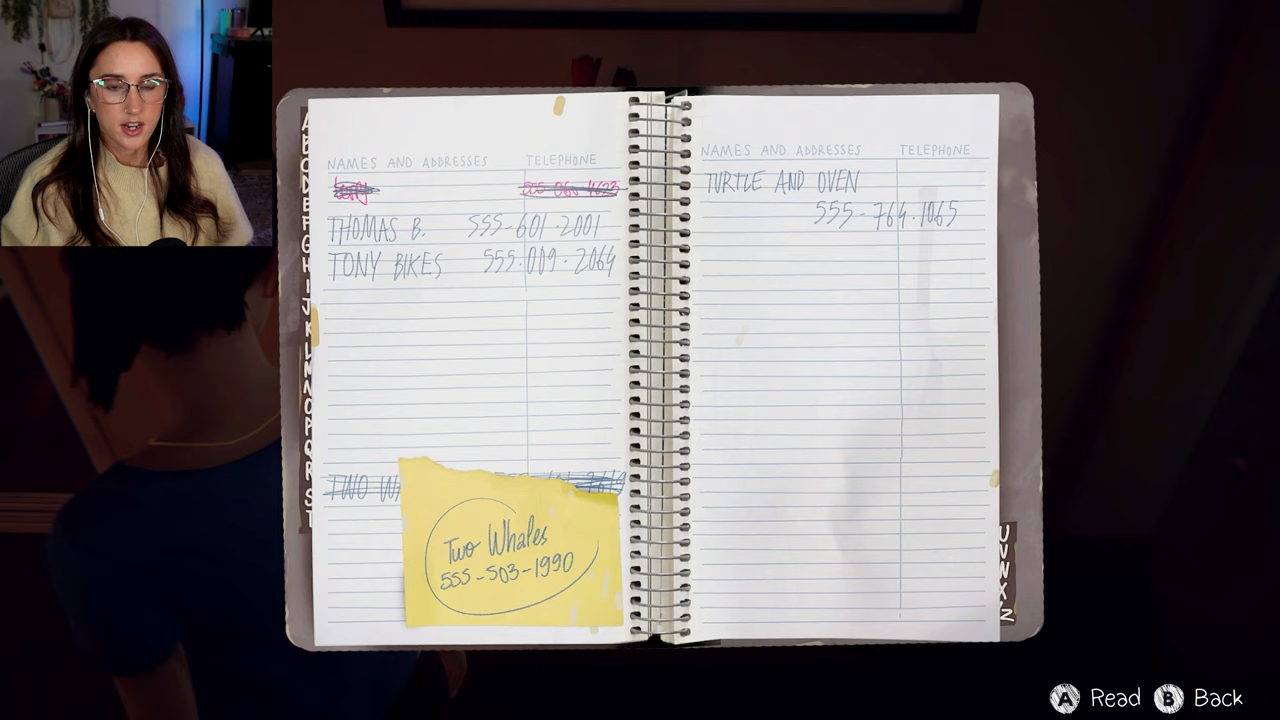 NAMES AND ADDRESSES TELEPHONE
THOMAS B. 555-601-2001
TONY BIKES 555.009.2064
TWO
Two Whales
555-503-1990
NAMES AND ADDRESSES TELEPHONE
TURTLE AND OVEN
555-764.1065
A Read B Back